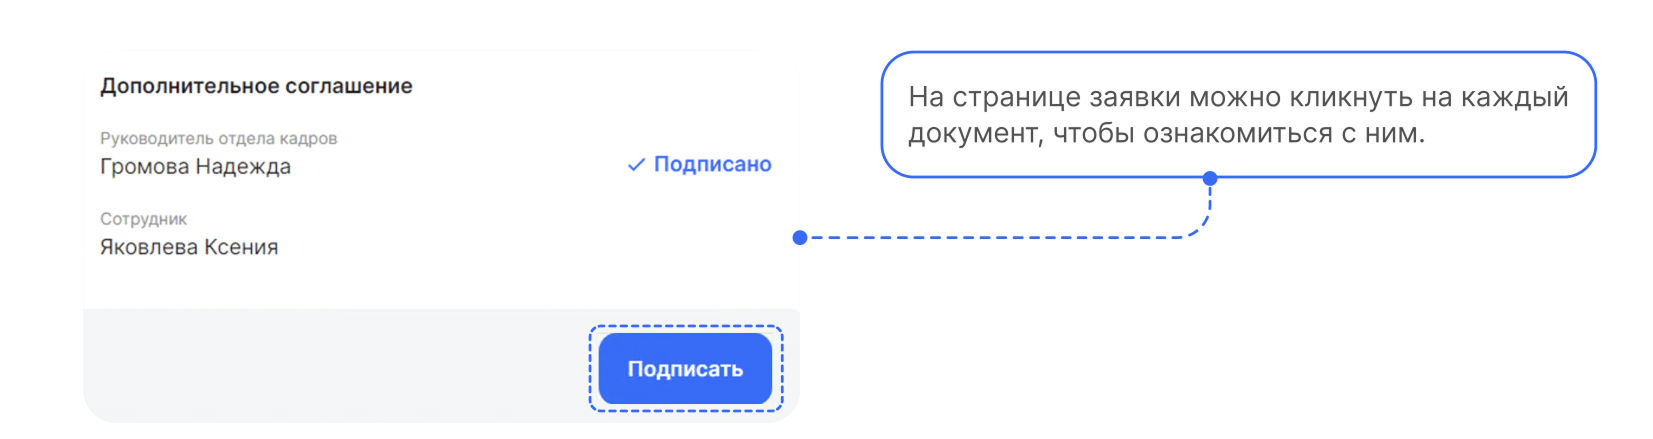 Дополнительное соглашение
Руководитель отдела кадров
Громова Надежда
Подписано
Сотрудник
Яковлева Ксения
Подписать
На странице заявки можно кликнуть на каждый
документ, чтобы ознакомиться с ним.